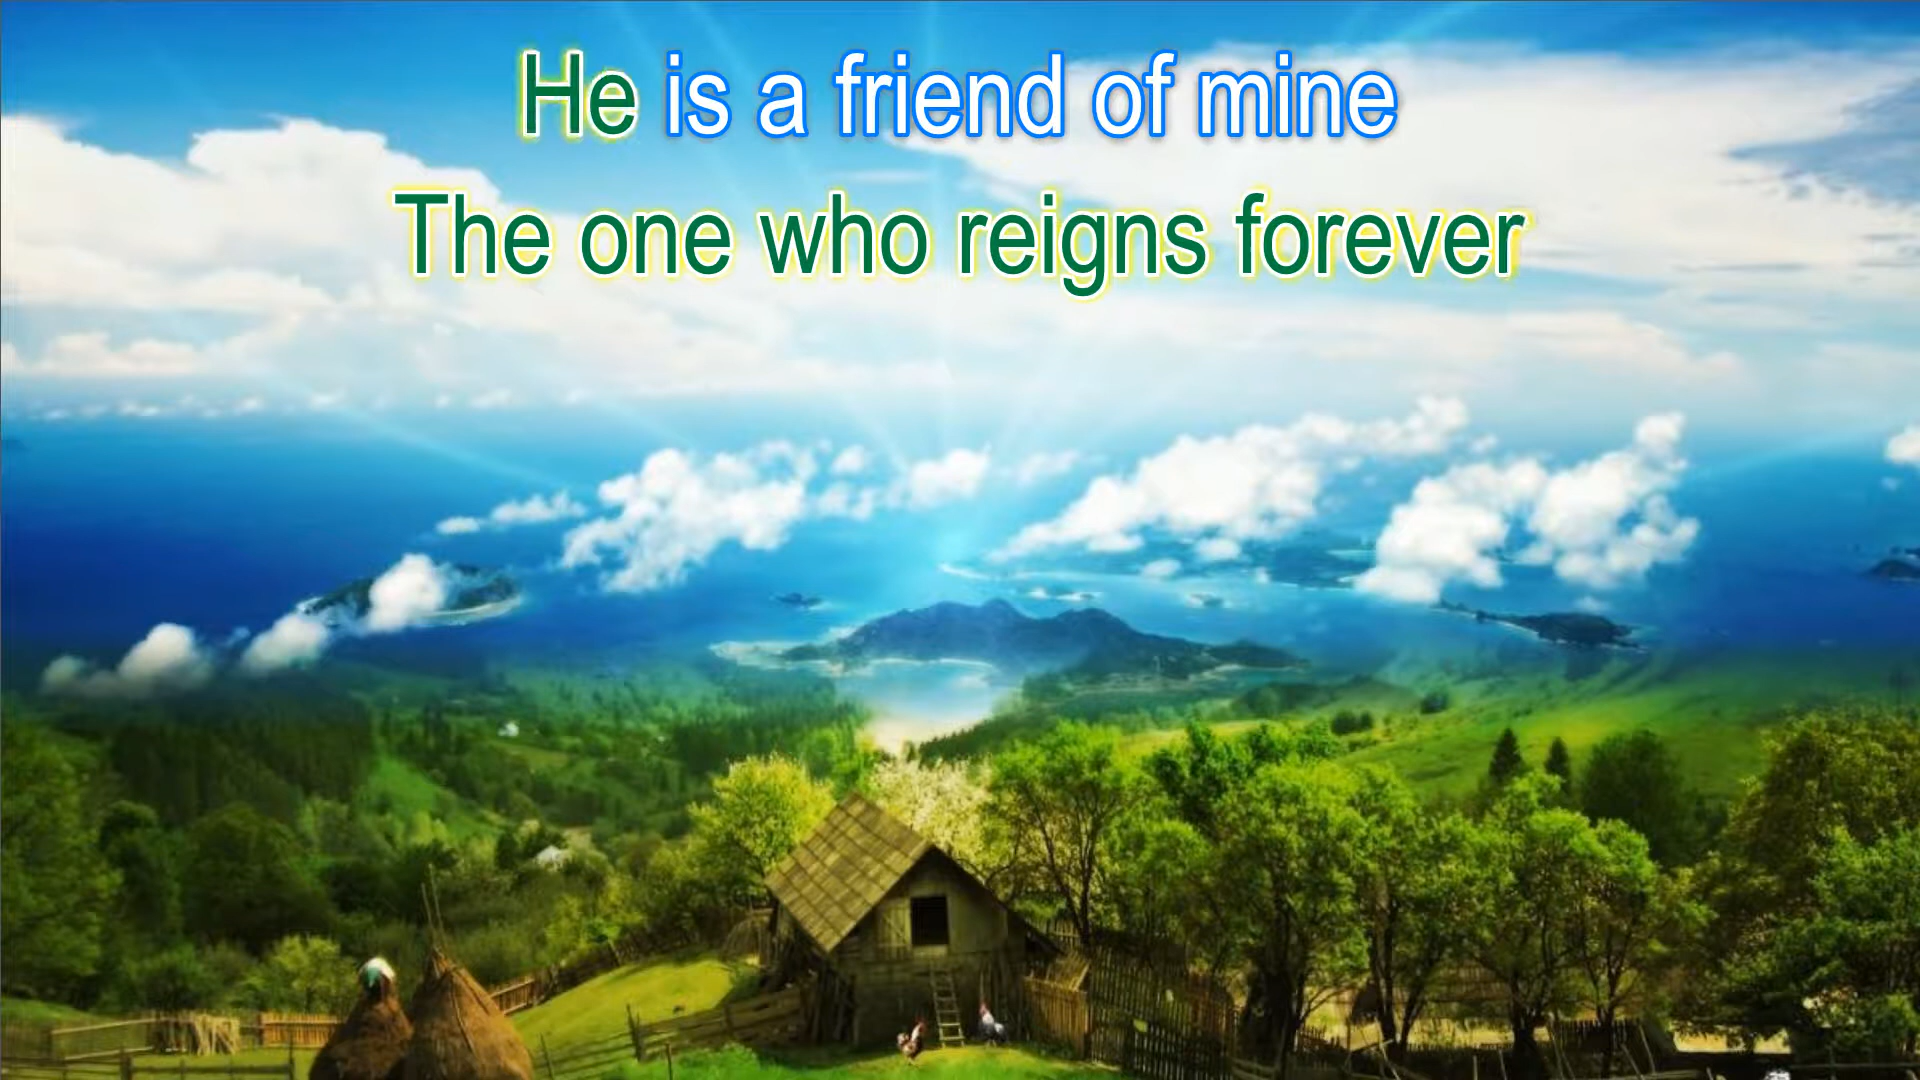 He is a friend of mine
The one who reigns forever